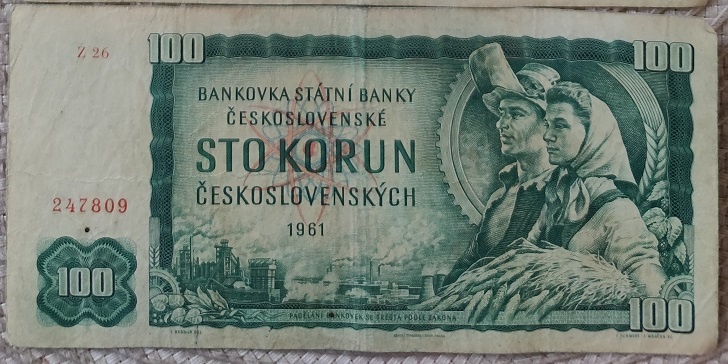 Z 26
100
100
BANKOVKA STÁTNÍ BANKY
ČESKOSLOVENSKÉ
STO KORUN
ČESKOSLOVENSKÝCH
1961
247809
100
100
PADĚLÁNÍ BANKOVEK SE TRESTÁ PODLE ZÁKONA